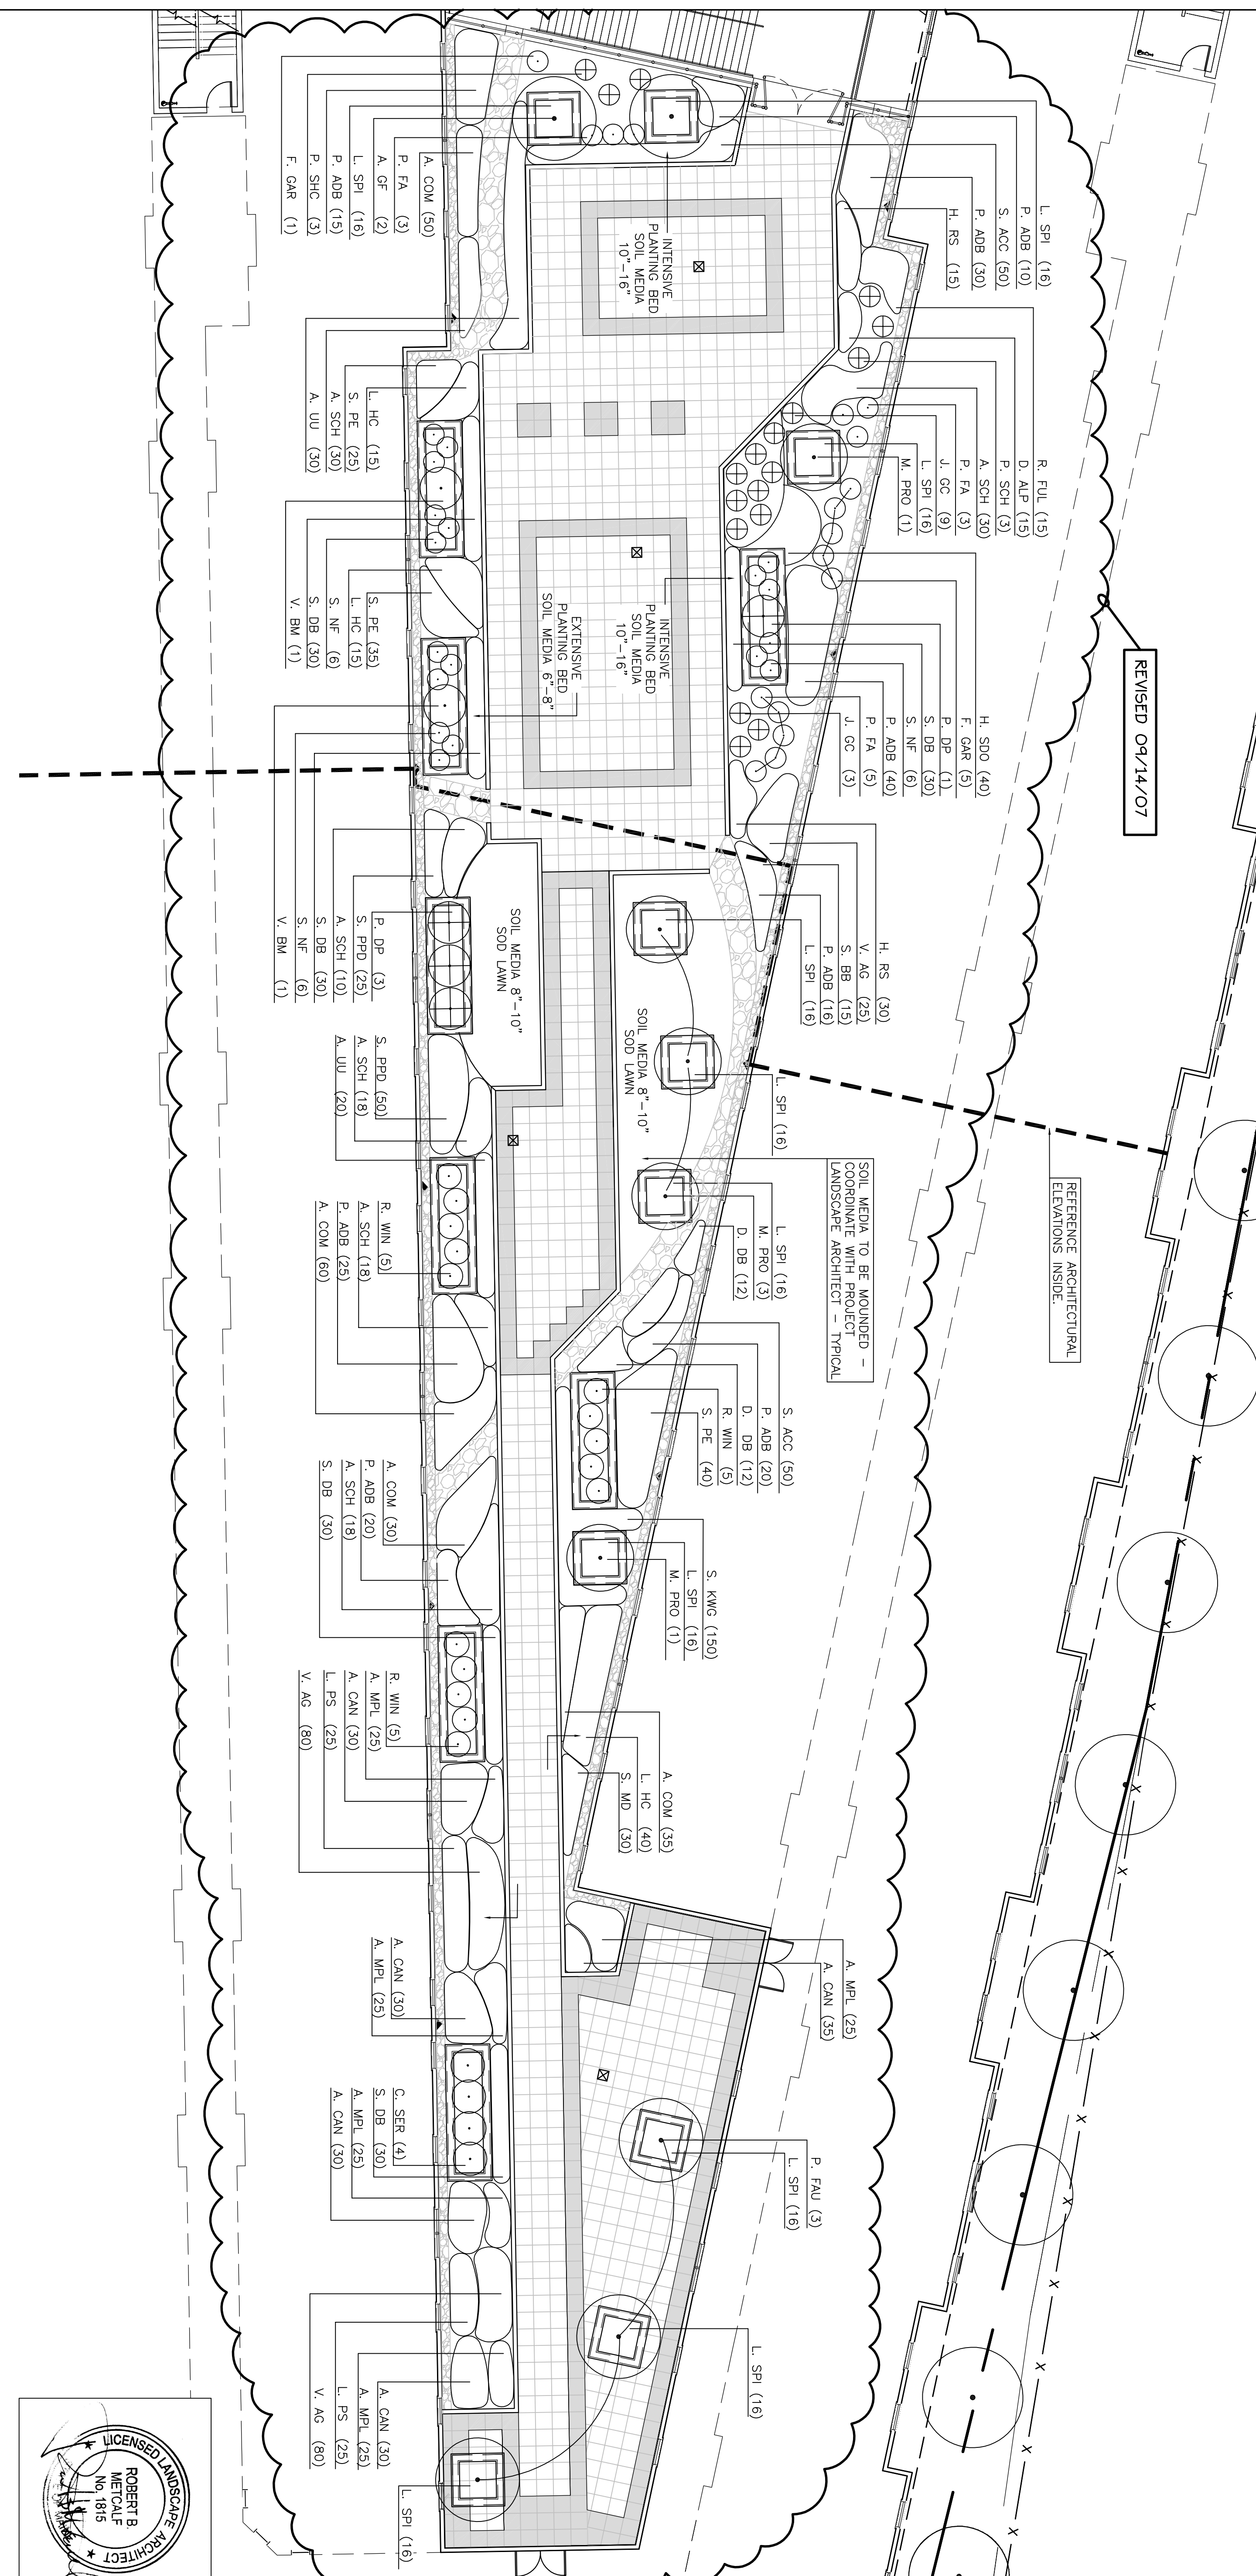 L. SPI (16)
P. ADB (10)
S. ACC (50)
P. ADB (30)
H. RS (15)
A. COM (50)
P. FA (3)
A. GF (2)
L. SPI (16)
P. ADB (15)
P. SHC (3)
F. GAR (1)
INTENSIVE
PLANTING BED
SOIL MEDIA
10"-16"
R. FUL (15)
D. ALP (15)
P. SCH (3)
A. SCH (30)
P. FA (3)
J. GC (9)
L. SPI (16)
M. PRO (1)
L. HC (15)
S. PE (25)
A. SCH (30)
A. UU (30)
H. SDO (40)
F. GAR (5)
P. DP (1)
S. DB (30)
S. NF (6)
P. ADB (40)
P. FA (5)
J. GC (3)
INTENSIVE
PLANTING BED
SOIL MEDIA
10"-16"
EXTENSIVE
PLANTING BED
SOIL MEDIA 6"-8"
S. PE (35)
L. HC (15)
S. NF (6)
S. DB (30)
V. BM (1)
REVISED 09/14/07
H. RS (30)
V. AG (25)
S. BB (15)
P. ADB (16)
L. SPI (16)
SOIL MEDIA 8"-10"
SOD LAWN
P. DP (3)
S. PPD (25)
A. SCH (10)
S. DB (30)
S. NF (6)
V. BM (1)
SOIL MEDIA 8"-10"
SOD LAWN
S. PPD (50)
A. SCH (18)
A. UU (20)
L. SPI (16)
REFERENCE ARCHITECTURAL
ELEVATIONS INSIDE.
SOIL MEDIA TO BE MOUNDED –
COORDINATE WITH PROJECT
LANDSCAPE ARCHITECT – TYPICAL
L. SPI (16)
M. PRO (3)
D. DB (12)
R. WIN (5)
A. SCH (18)
P. ADB (25)
A. COM (60)
S. ACC (50)
P. ADB (20)
D. DB (12)
R. WIN (5)
S. PE (40)
A. COM (30)
P. ADB (20)
A. SCH (18)
S. DB (30)
S. KWG (150)
L. SPI (16)
M. PRO (1)
R. WIN (5)
A. MPL (25)
A. CAN (30)
L. PS (25)
V. AG (80)
A. COM (35)
L. HC (40)
S. MD (30)
A. MPL (25)
A. CAN (35)
A. CAN (30)
A. MPL (25)
P. FAU (3)
L. SPI (16)
C. SER (4)
S. DB (30)
A. MPL (25)
A. CAN (30)
L. SPI (16)
A. CAN (30)
A. MPL (25)
L. PS (25)
V. AG (80)
L. SPI (16)
LICENSED LANDSCAPE ARCHITECT
ROBERT B.
METCALF
No. 1815